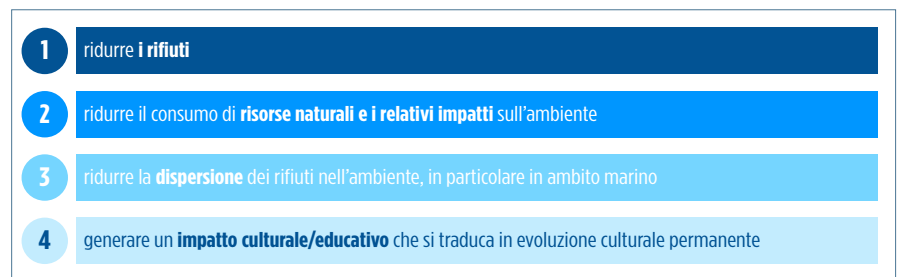 1 ridurre i rifiuti
2 ridurre il consumo di risorse naturali e i relativi impatti sull'ambiente
3 ridurre la dispersione dei rifiuti nell'ambiente, in particolare in ambito marino
4 generare un impatto culturale/educativo che si traduca in evoluzione culturale permanente